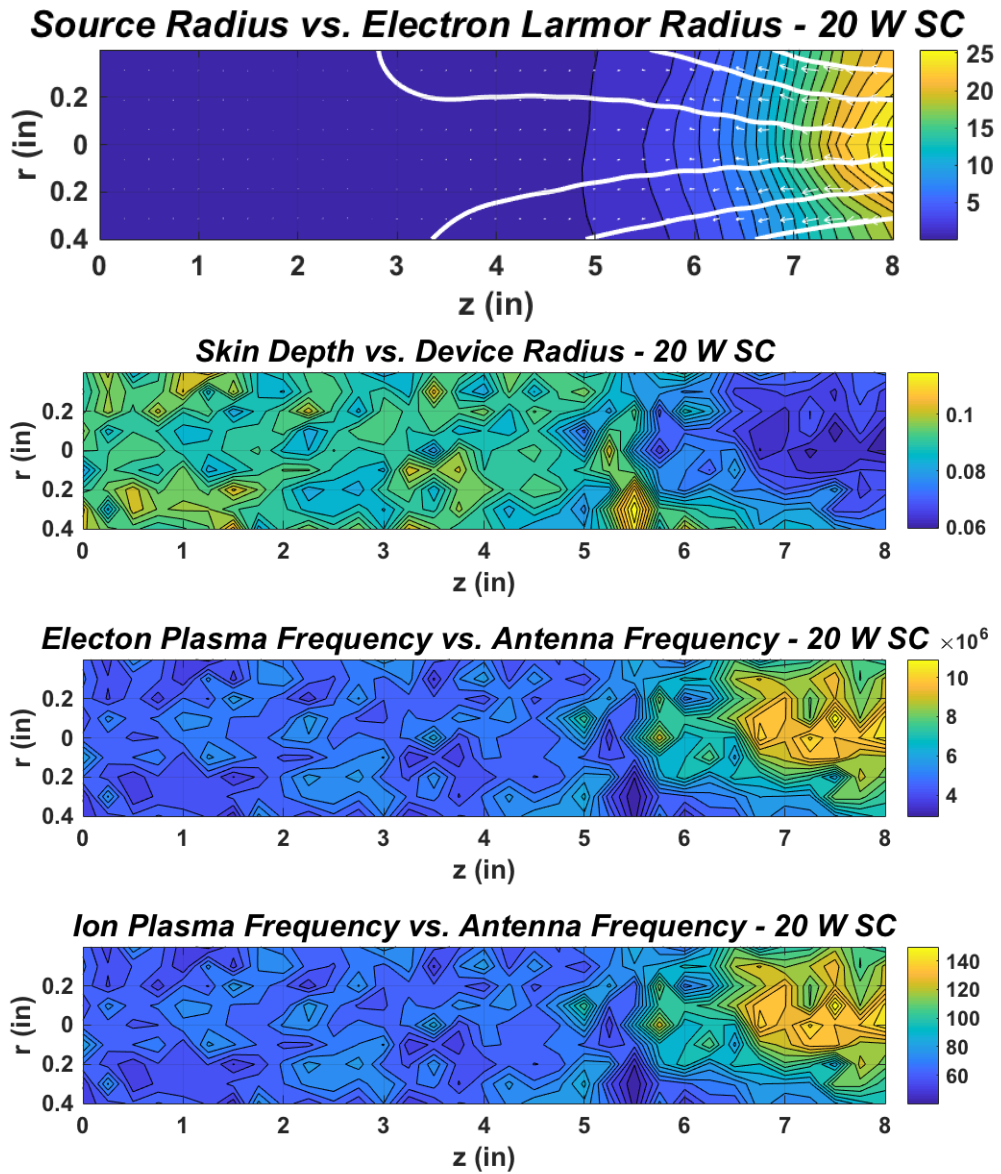 Source Radius vs. Electron Larmor Radius - 20 W SC
r (in)
0.2
0
0.2
0.4
0 1 2 3 4 5 6 7 8
z (in)
25
20
15
10
5
Skin Depth vs. Device Radius - 20 W SC
r (in)
0.2
0
0.2
0.4
0 1 2 3 4 5 6 7 8
z (in)
0.1
0.08
0.06
Electon Plasma Frequency vs. Antenna Frequency - 20 W SC ×10⁶
r (in)
0.2
0
0.2
0.4
0 1 2 3 4 5 6 7 8
z (in)
10
8
6
4
Ion Plasma Frequency vs. Antenna Frequency - 20 W SC
r (in)
0.2
0
0.2
0.4
0 1 2 3 4 5 6 7 8
z (in)
140
120
100
80
60